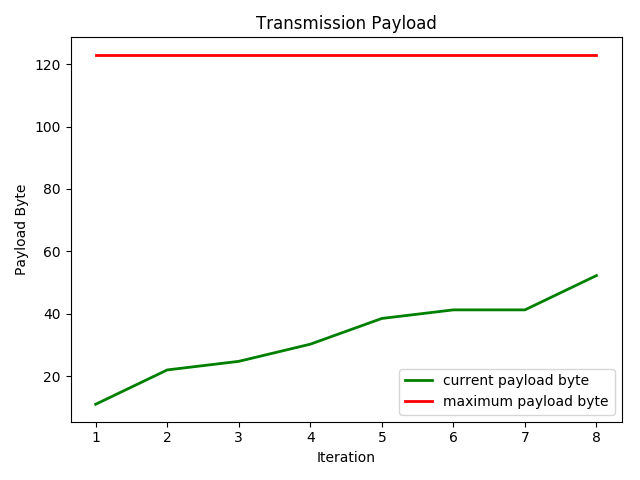 Transmission Payload
Payload Byte
120
100
80
60
40
20
1 2 3 4 5 6 7 8
Iteration
current payload byte
maximum payload byte